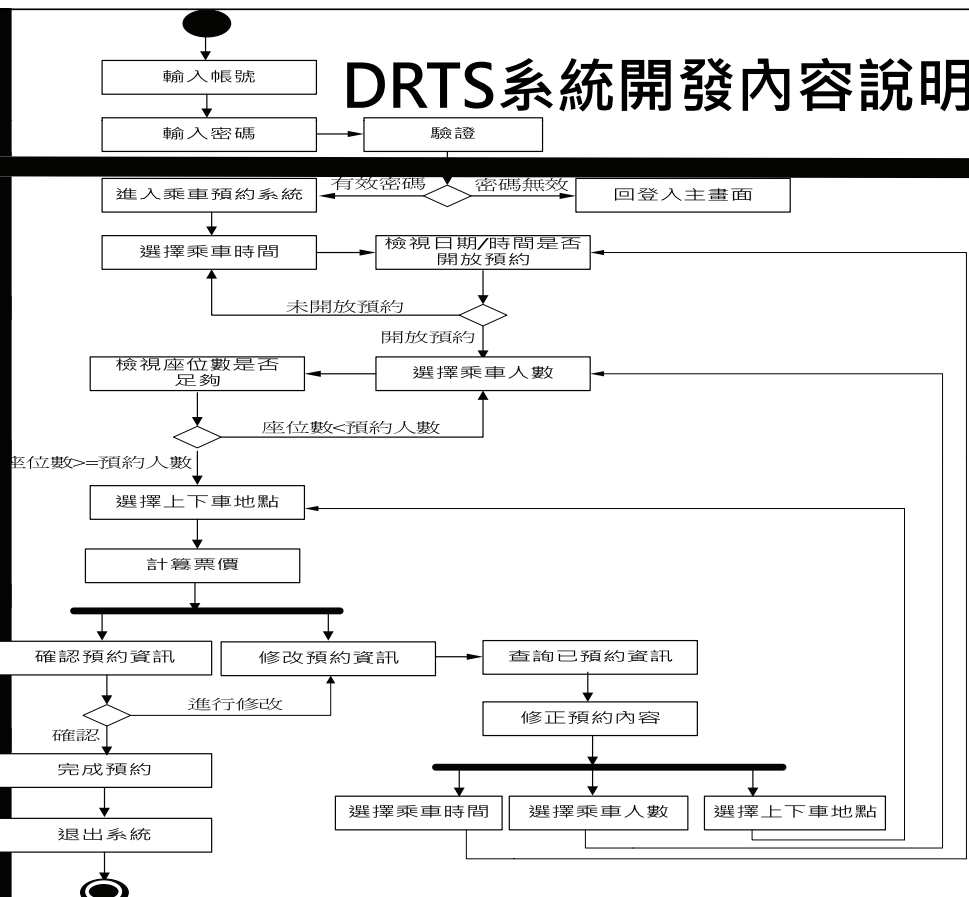 DRTS系統開發內容說明
輸入帳號
輸入密碼
驗證
有效密碼
密碼無效
進入乘車預約系統
回登入主畫面
選擇乘車時間
檢視日期/時間是否
開放預約
未開放預約
開放預約
檢視座位數是否
足夠
選擇乘車人數
座位數<預約人數
座位數>=預約人數
選擇上下車地點
計算票價
確認預約資訊
修改預約資訊
查詢已預約資訊
進行修改
修正預約內容
確認
完成預約
選擇乘車時間
選擇乘車人數
選擇上下車地點
退出系統